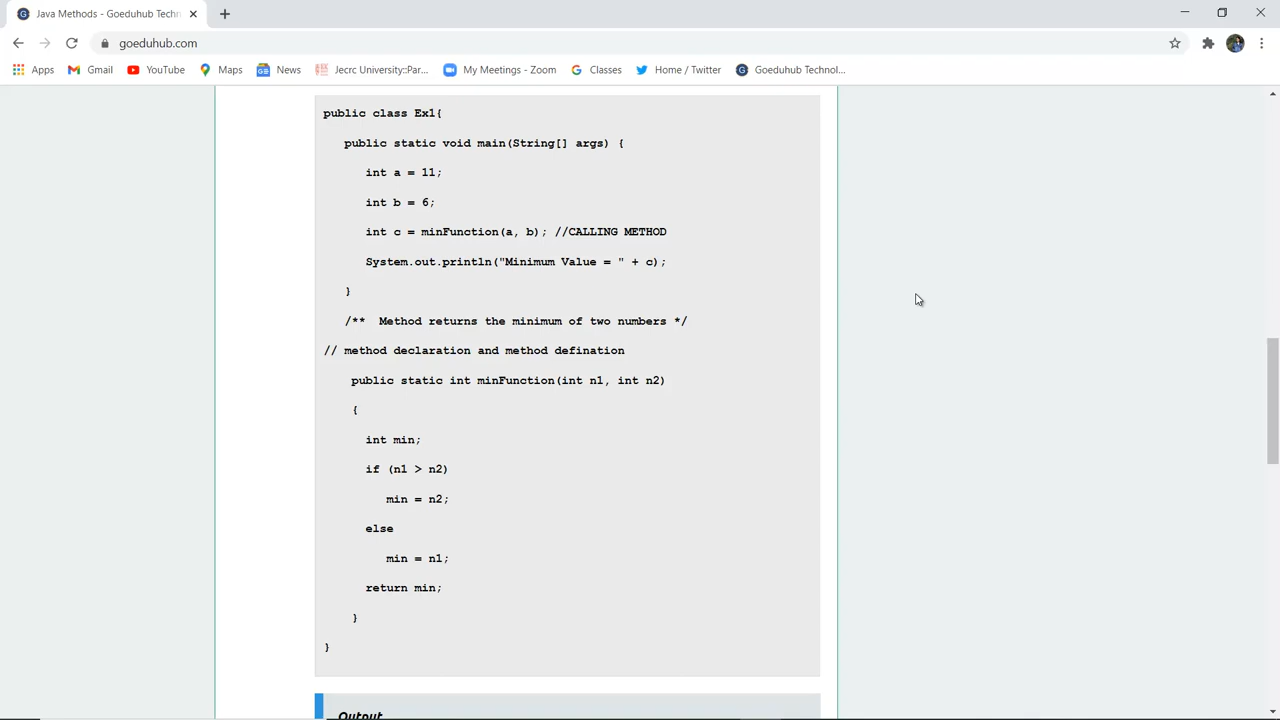 Java Methods - Goeduhub Techn
goeduhub.com
Apps Gmail YouTube Maps News Jecrc University::Par... My Meetings - Zoom Classes Home / Twitter Goeduhub Technol...
public class Ex1{
public static void main(String[] args) {
int a = 11;
int b = 6;
int c = minFunction(a, b); //CALLING METHOD
System.out.println("Minimum Value = " + c);
}
/** Method returns the minimum of two numbers */
// method declaration and method defination
public static int minFunction(int n1, int n2)
{
int min;
if (n1 > n2)
min = n2;
else
min = n1;
return min;
}
}
Output